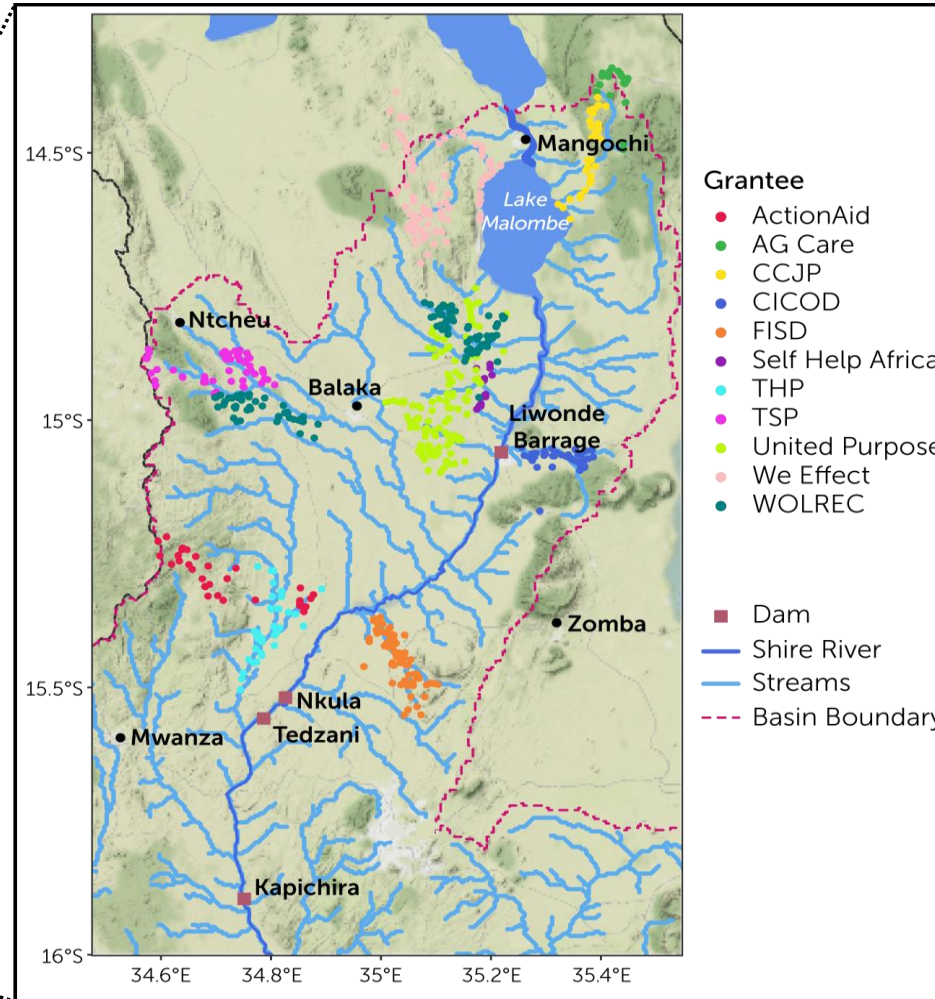 Mangochi
14.5°S
Lake
Malombe
Ntcheu
Balaka
15°S
Liwonde
Barrage
Zomba
15.5°S
Nkula
Tedzani
Mwanza
Kapichira
16°S
34.6°E
34.8°E
35°E
35.2°E
35.4°E
Grantee
ActionAid
AG Care
CCJP
CICOD
FISD
Self Help Africa
THP
TSP
United Purpose
We Effect
WOLREC
Dam
Shire River
Streams
Basin Boundary